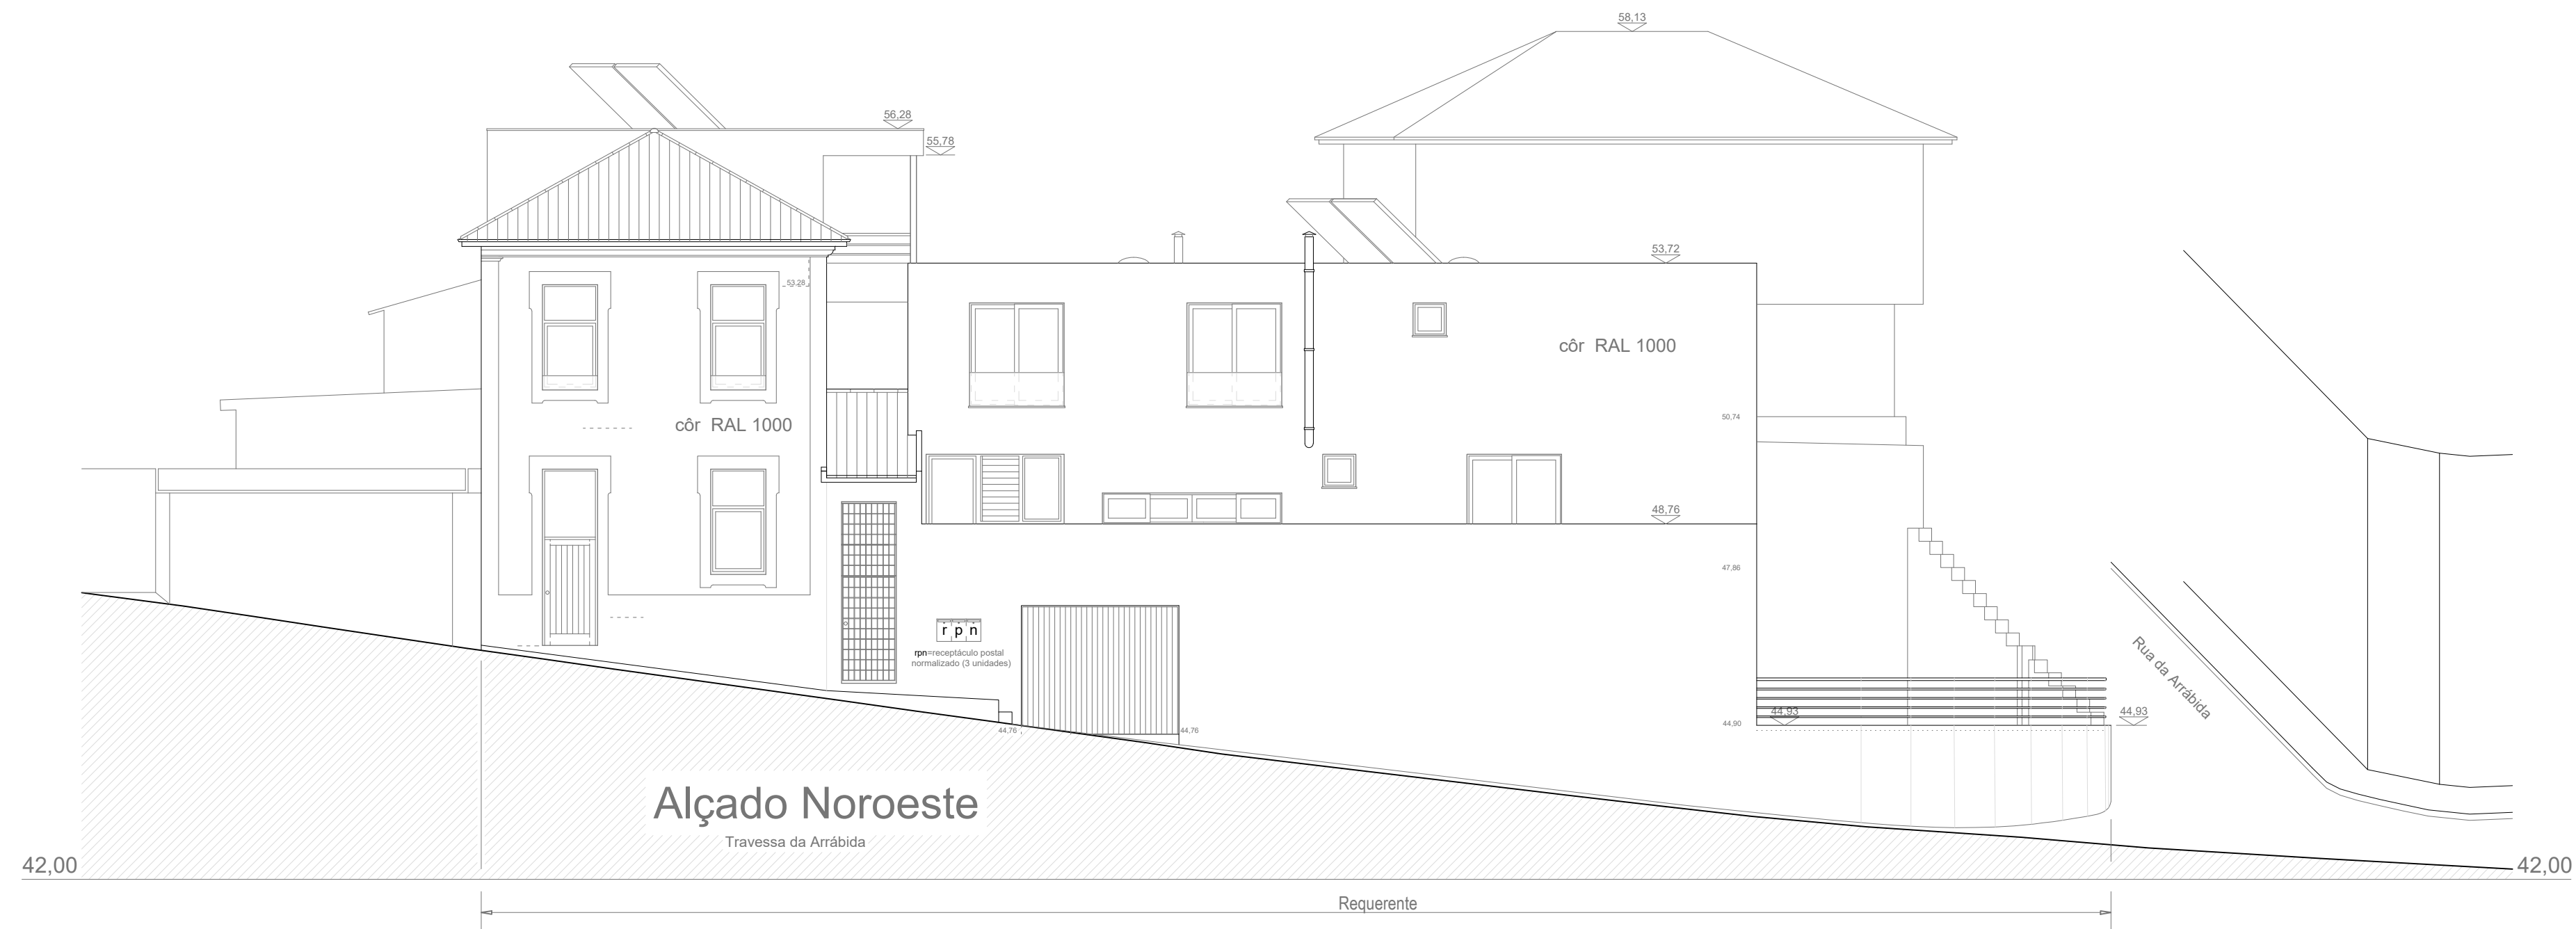 58,13
56,28
55,78
53,72
53,28
côr RAL 1000
50,74
côr RAL 1000
48,76
47,86
r p n
rpn=receptáculo postal
normalizado (3 unidades)
Rua da Arrábida
44,93
44,93
44,90
44,76
44,76
Alçado Noroeste
Travessa da Arrábida
42,00
42,00
Requerente